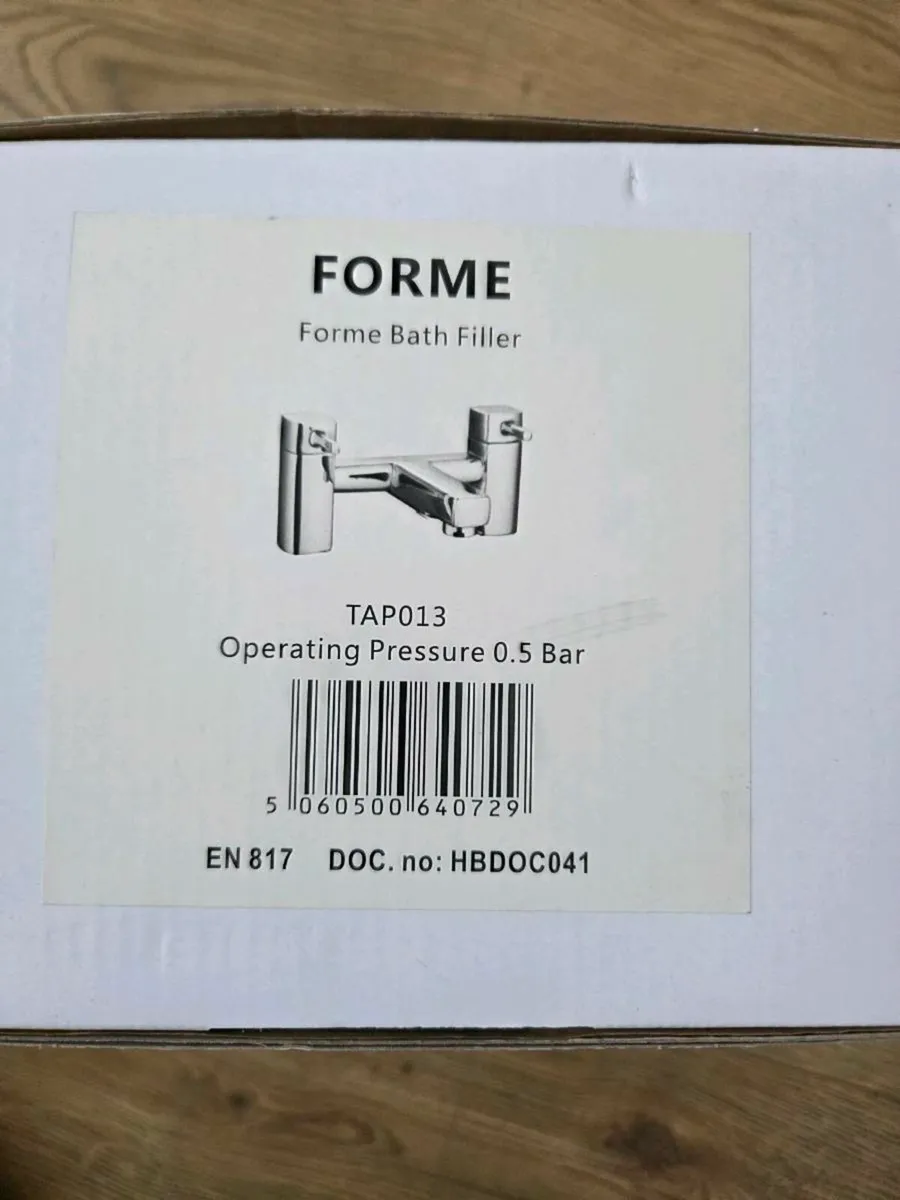 FORME
Forme Bath Filler
TAP013
Operating Pressure 0.5 Bar
5 060500 640729
EN 817 DOC. no: HBDOC041